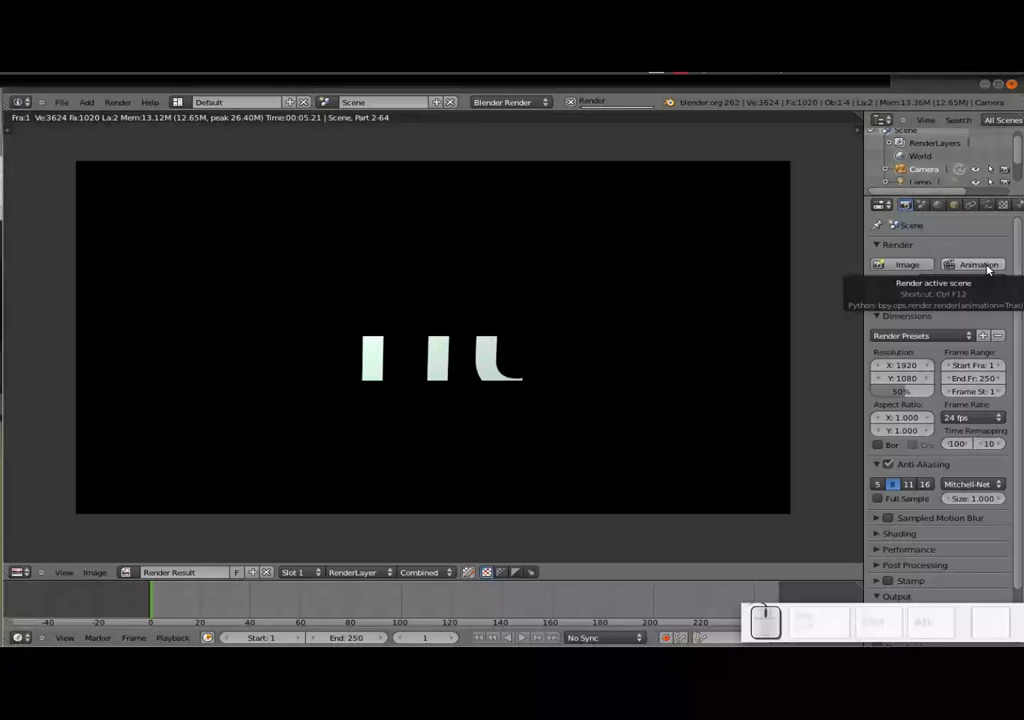 File Add Render Help Default Scene Blender Render Render blender.org 262 | Ve:3624 | Fa:1020 | Ob:1-4 | La:2 | Mem:13.36M (12.65M) | Camera
Fra:1 Ve:3624 Fa:1020 La:2 Mem:13.12M (12.65M, peak 26.40M) Time:00:05.21 | Scene, Part 2-64
View Search All Scenes
Scene
RenderLayers
World
Camera
Lamp
Scene
Render
Image Animation
Render active scene
Shortcut: Ctrl F12
Python: bpy.ops.render.render(animation=True)
Dimensions
Render Presets
Resolution: Frame Range:
X: 1920 Start Fra: 1
Y: 1080 End Fr: 250
50% Frame St: 1
Aspect Ratio: Frame Rate:
X: 1.000 24 fps
Y: 1.000 Time Remapping
Bor Cro 100 10
Anti-Aliasing
5 8 11 16 Mitchell-Net
Full Sample Size: 1.000
Sampled Motion Blur
Shading
Performance
Post Processing
Stamp
Output
View Image Render Result F Slot 1 RenderLayer Combined
-40 -20 0 20 40 60 80 100 120 140 160 180 200 220
View Marker Frame Playback Start: 1 End: 250 1 No Sync
Ctrl Alt